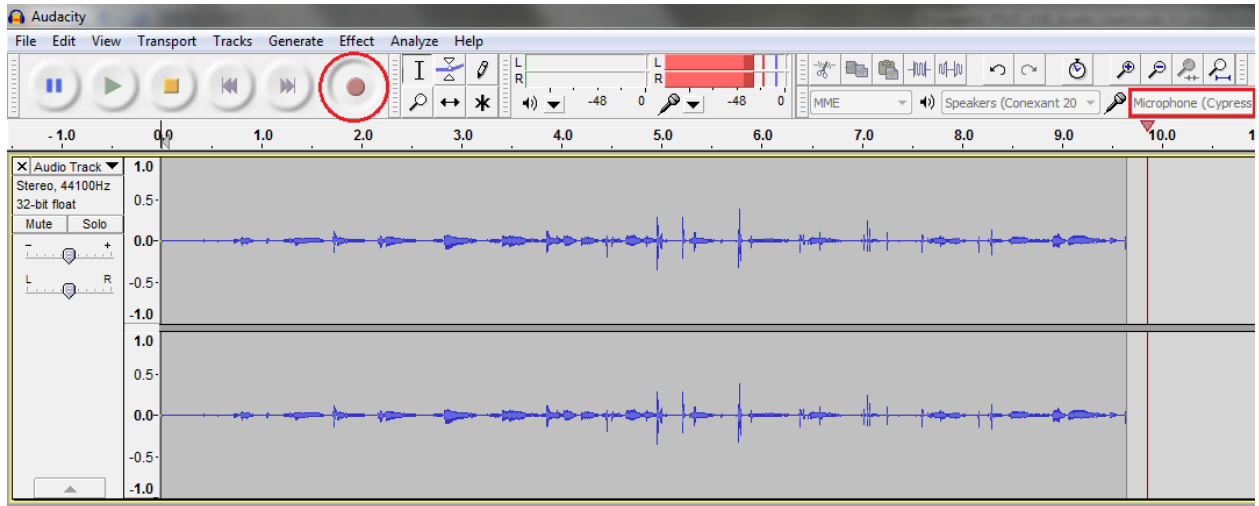 Audacity
File Edit View Transport Tracks Generate Effect Analyze Help
L
R
-48 0
L
R
-48 0
MME
Speakers (Conexant 20
Microphone (Cypress
-1.0 0.0 1.0 2.0 3.0 4.0 5.0 6.0 7.0 8.0 9.0 10.0 1
X Audio Track
Stereo, 44100Hz
32-bit float
Mute Solo
- +
L R
1.0
0.5
0.0
-0.5
-1.0
1.0
0.5
0.0
-0.5
-1.0